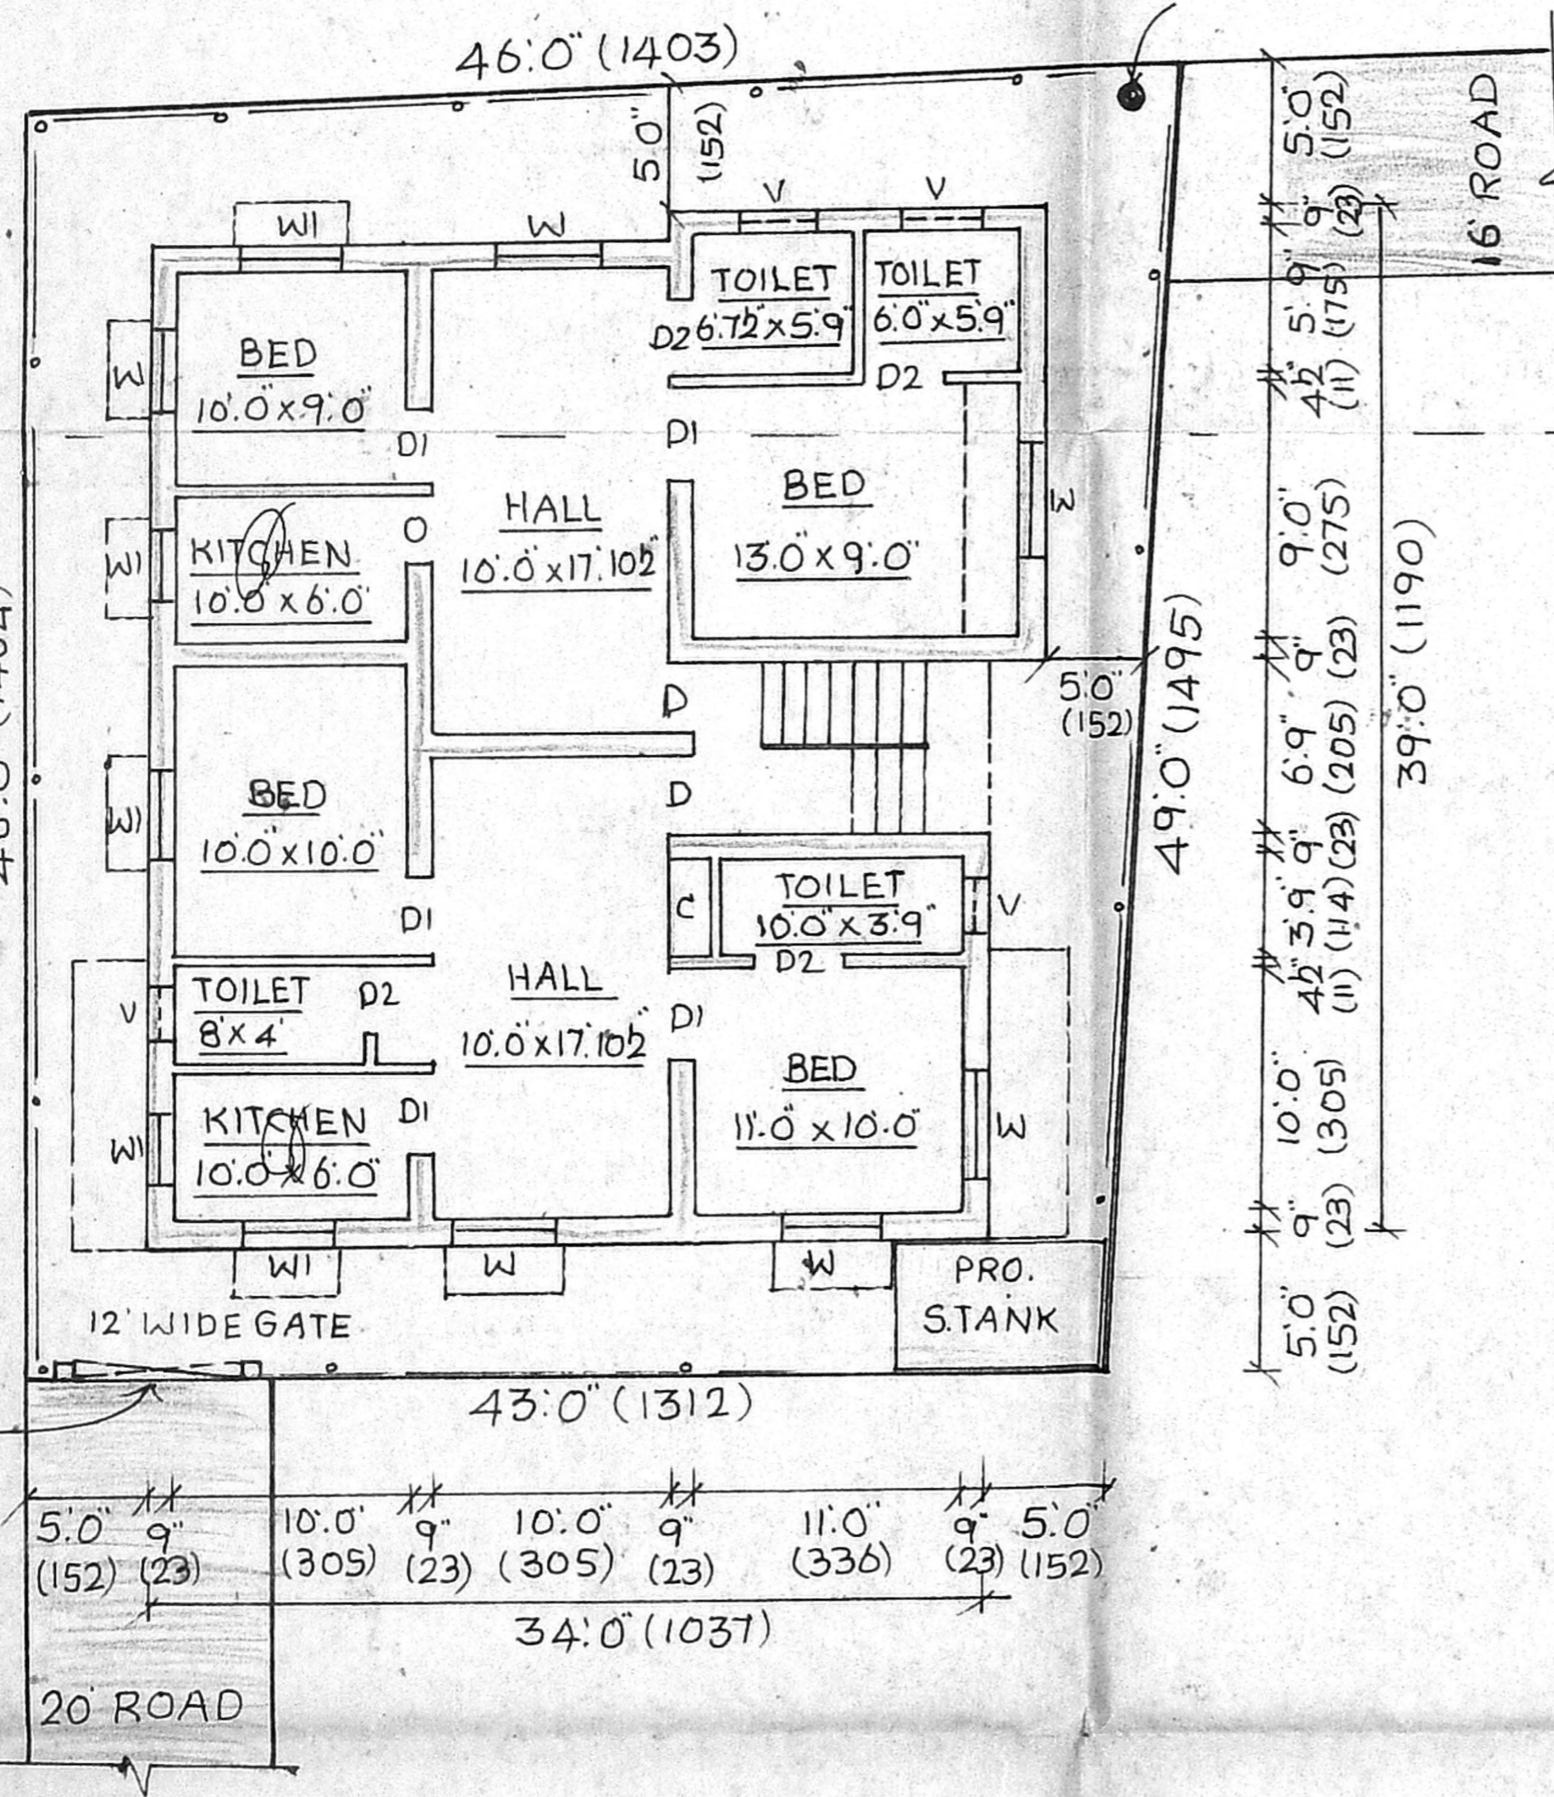 46'.0" (1403)
5'.0"
(152)
V
V
W1
W
TOILET
6'.7½" x 5'.9"
TOILET
6'.0" x 5'.9"
D2
D2
W
BED
10'.0" x 9'.0"
D1
D1
BED
13'.0" x 9'.0"
W
HALL
10'.0" x 17'.10½"
W1
KITCHEN
10'.0" x 6'.0"
O
D
5'.0"
(152)
D
W1
BED
10'.0" x 10'.0"
D1
C
TOILET
10'.0" x 3'.9"
V
D2
V
TOILET
8' x 4'
D2
HALL
10'.0" x 17'.10½"
D1
BED
11'.0" x 10'.0"
W
W1
KITCHEN
10'.0" x 6'.0"
D1
W1
W
W
PRO.
S.TANK
12' WIDE GATE
43'.0" (1312)
5'.0"
(152)
9"
(23)
10'.0"
(305)
9"
(23)
10'.0"
(305)
9"
(23)
11'.0"
(336)
9"
(23)
5'.0"
(152)
34'.0" (1037)
20' ROAD
49'.0" (1495)
16' ROAD
5'.0"
(152)
9"
(23)
5'.9"
(175)
4½"
(11)
9'.0"
(275)
9"
(23)
6'.9"
(205)
9"
(23)
3'.9"
(114)
4½"
(11)
10'.0"
(305)
9"
(23)
5'.0"
(152)
39'.0" (1190)